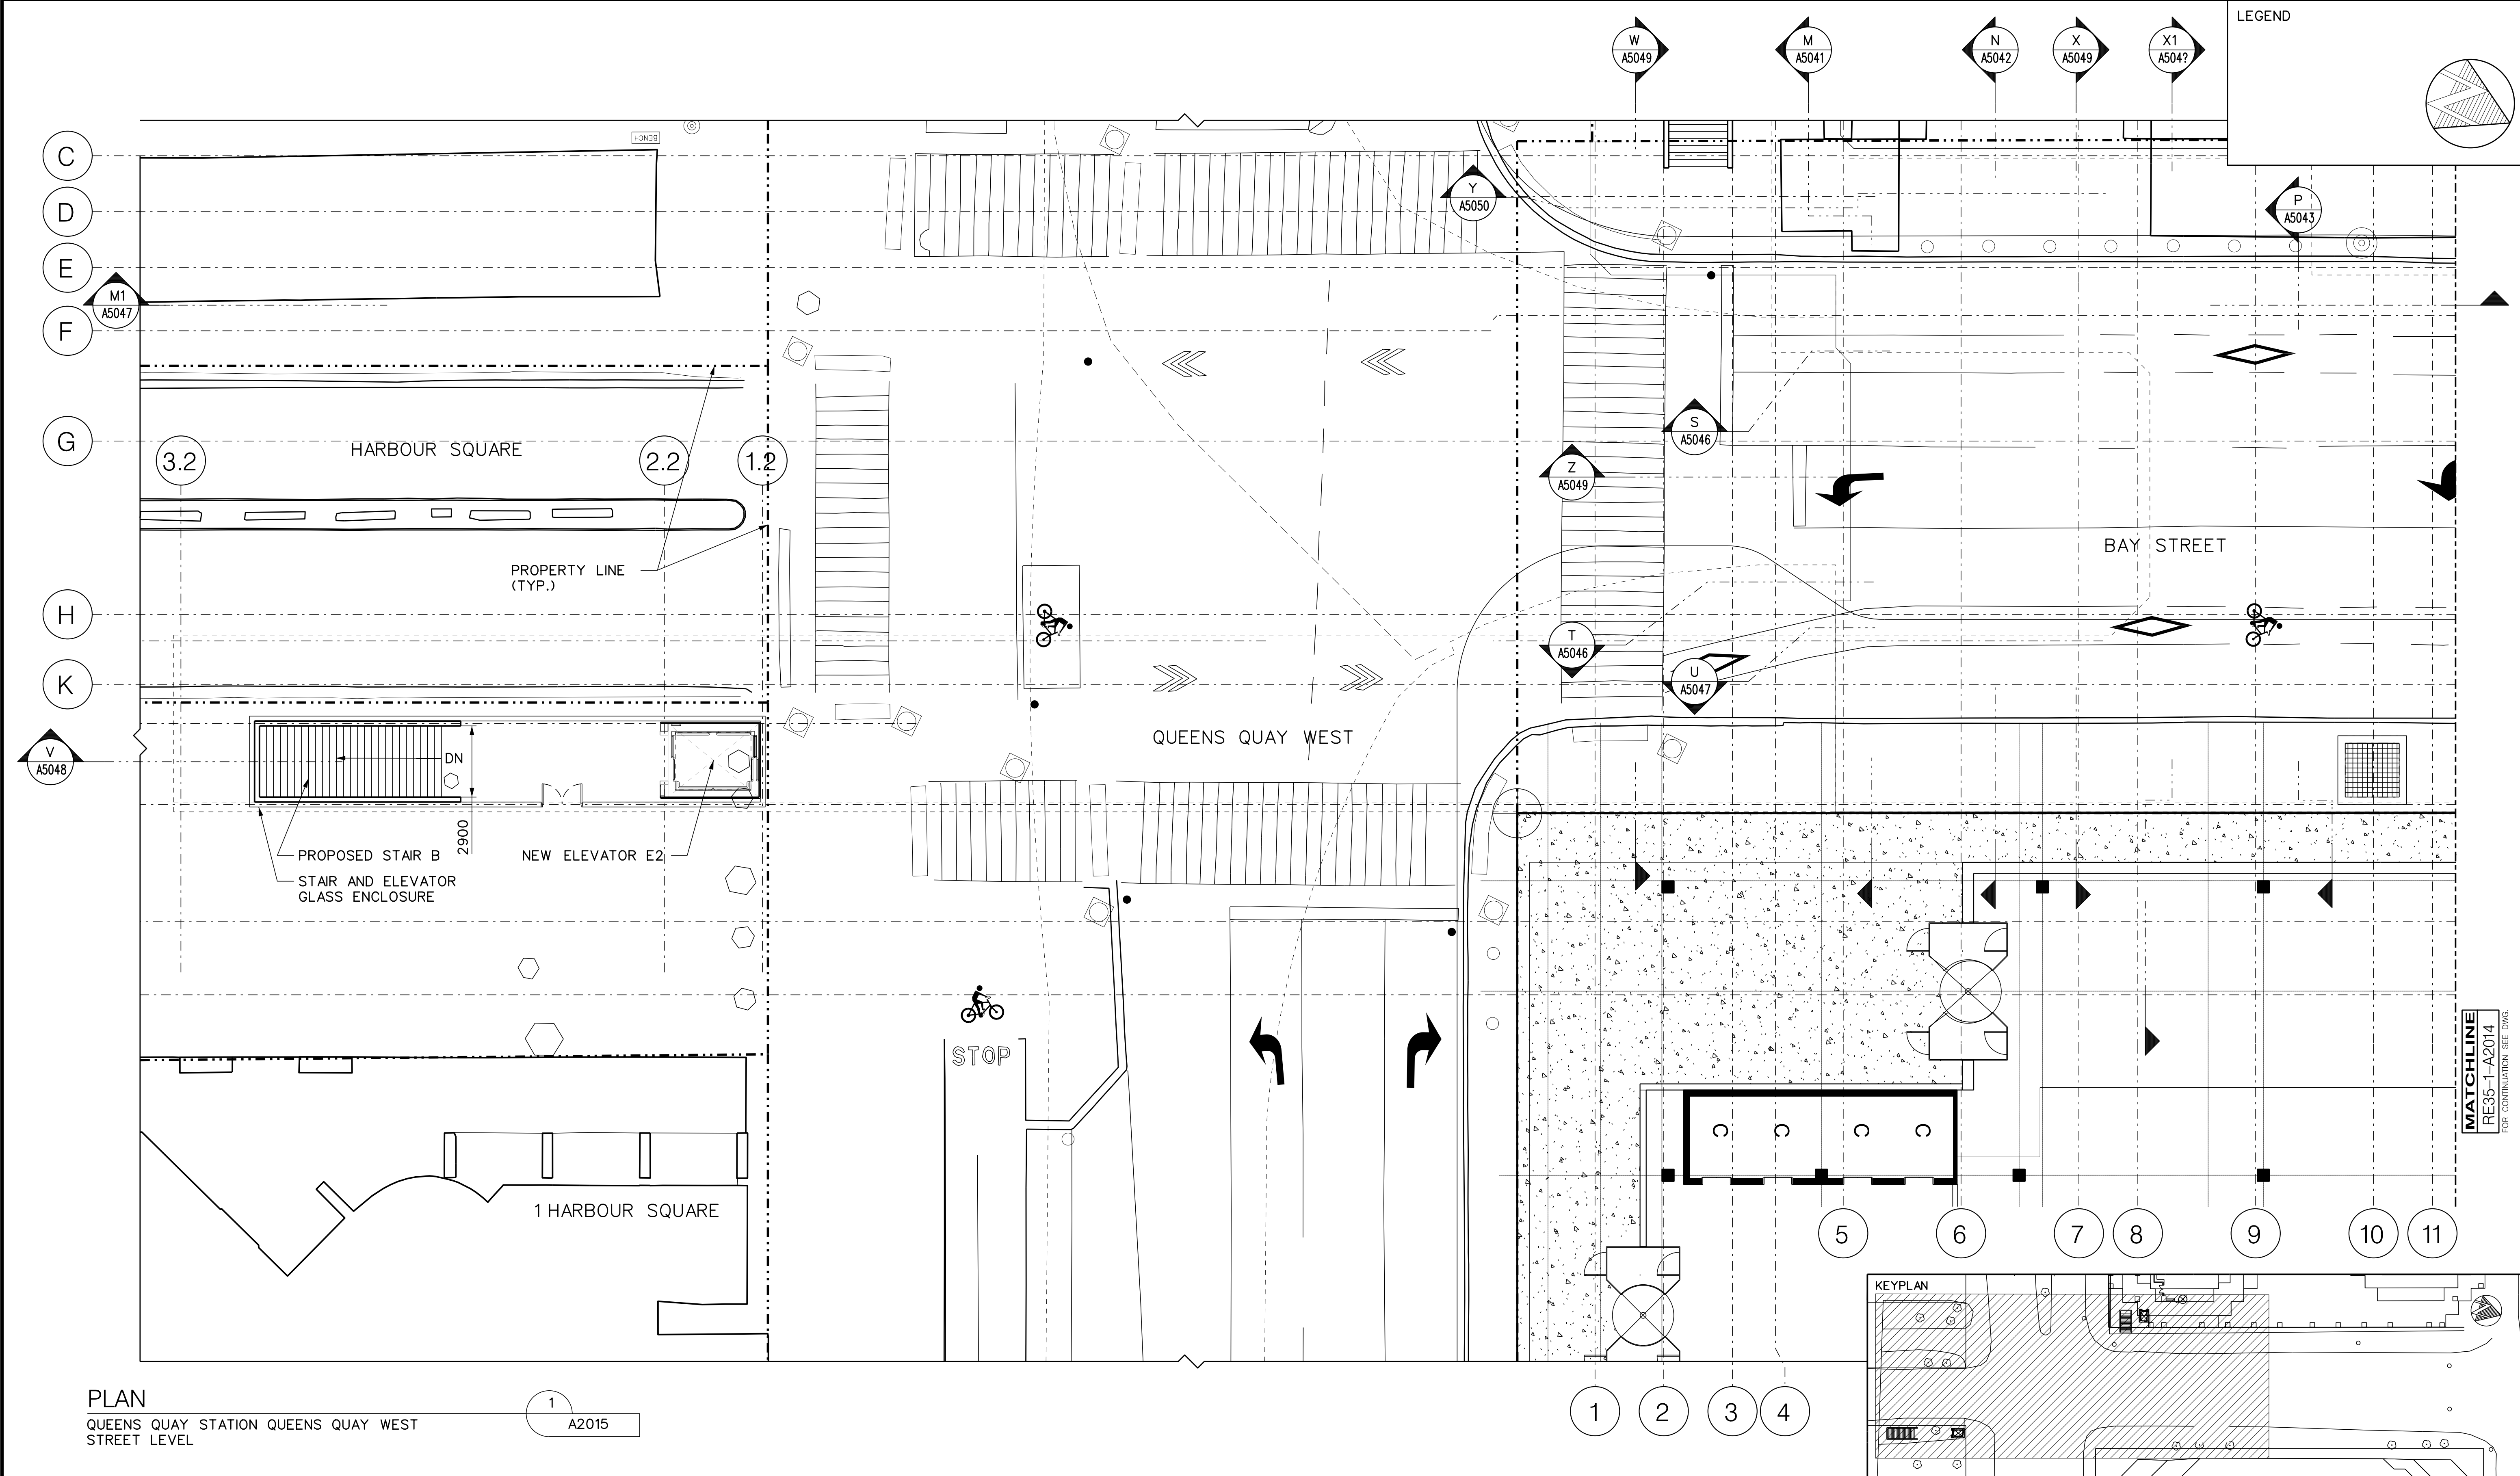 LEGEND
W
A5049
M
A5041
N
A5042
X
A5049
X1
A504?
C
BENCH
D
Y
A5050
P
A5043
E
M1
A5047
F
G
HARBOUR SQUARE
3.2
2.2
1.2
S
A5046
Z
A5049
BAY STREET
PROPERTY LINE
(TYP.)
H
T
A5046
K
U
A5047
V
A5048
DN
QUEENS QUAY WEST
2900
PROPOSED STAIR B
NEW ELEVATOR E2
STAIR AND ELEVATOR
GLASS ENCLOSURE
STOP
MATCHLINE
RE35-1-A2014
FOR CONTINUATION SEE DWG.
C C C C
1 HARBOUR SQUARE
5
6
7
8
9
10
11
KEYPLAN
1
2
3
4
PLAN
1
QUEENS QUAY STATION QUEENS QUAY WEST
STREET LEVEL
A2015